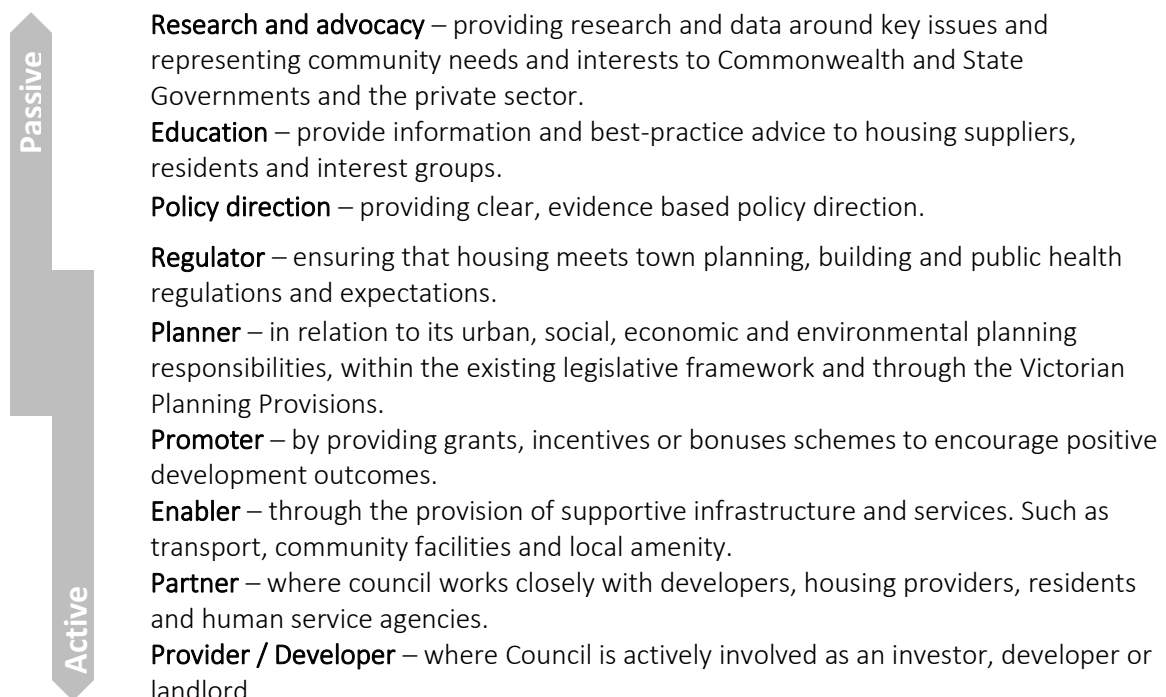 Passive
Research and advocacy – providing research and data around key issues and
representing community needs and interests to Commonwealth and State
Governments and the private sector.
Education – provide information and best-practice advice to housing suppliers,
residents and interest groups.
Policy direction – providing clear, evidence based policy direction.
Regulator – ensuring that housing meets town planning, building and public health
regulations and expectations.
Planner – in relation to its urban, social, economic and environmental planning
responsibilities, within the existing legislative framework and through the Victorian
Planning Provisions.
Promoter – by providing grants, incentives or bonuses schemes to encourage positive
development outcomes.
Enabler – through the provision of supportive infrastructure and services. Such as
transport, community facilities and local amenity.
Partner – where council works closely with developers, housing providers, residents
and human service agencies.
Active
Provider / Developer – where Council is actively involved as an investor, developer or
landlord